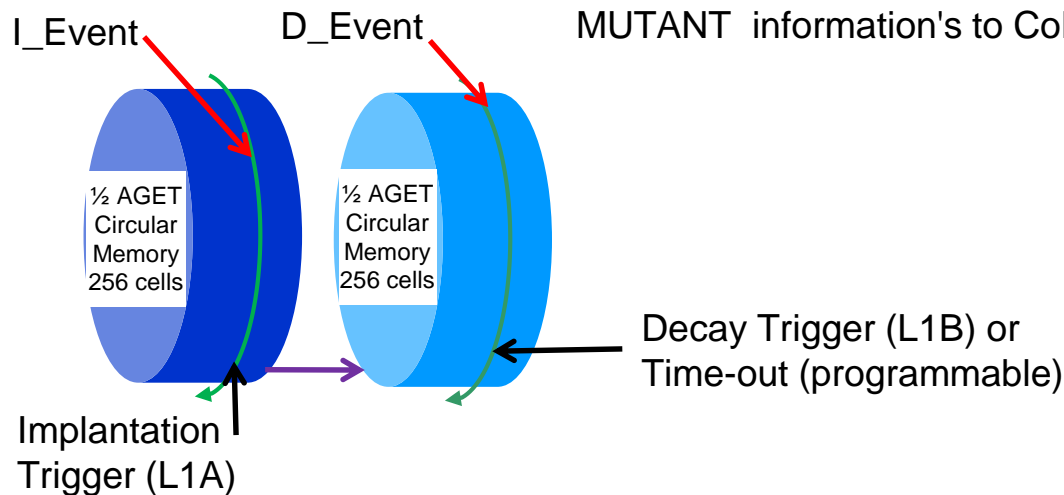 I_Event
D_Event
MUTANT information's to
½ AGET
Circular
Memory
256 cells
½ AGET
Circular
Memory
256 cells
Decay Trigger (L1B) or
Time-out (programmable)
Implantation
Trigger (L1A)